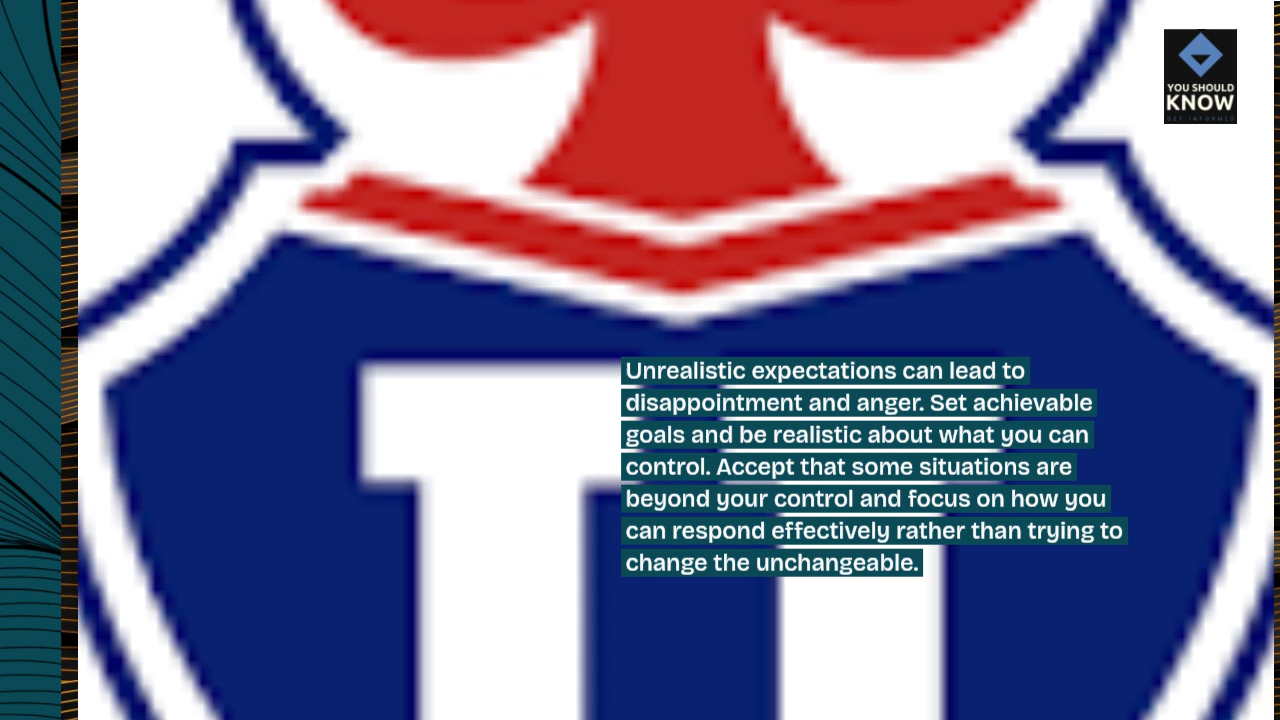 YOU SHOULD
KNOW
GET INFORMED
Unrealistic expectations can lead to
disappointment and anger. Set achievable
goals and be realistic about what you can
control. Accept that some situations are
beyond your control and focus on how you
can respond effectively rather than trying to
change the unchangeable.